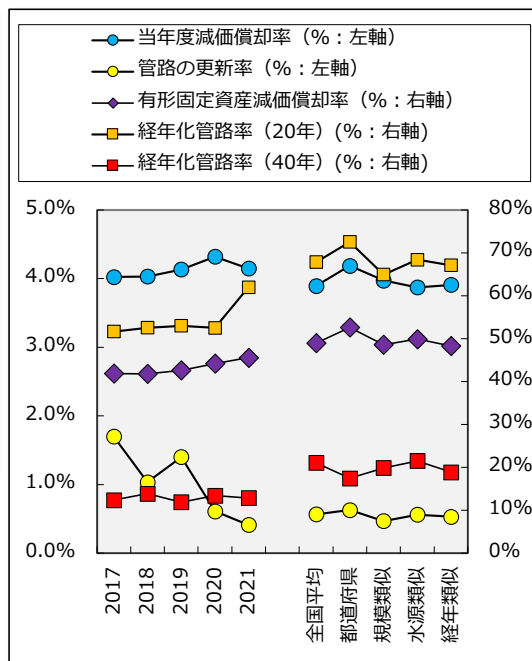 当年度減価償却率（%：左軸）
管路の更新率（%：左軸）
有形固定資産減価償却率（%：右軸）
経年化管路率（20年）(%：右軸)
経年化管路率（40年）(%：右軸)
5.0%
4.0%
3.0%
2.0%
1.0%
0.0%
80%
70%
60%
50%
40%
30%
20%
10%
0%
2017
2018
2019
2020
2021
全国平均
都道府県
規模類似
水源類似
経年類似